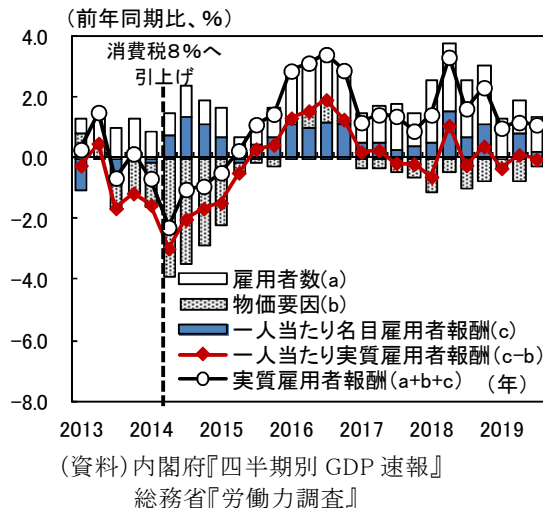 (前年同期比、%)
4.0
2.0
0.0
−2.0
−4.0
−6.0
−8.0
消費税8%へ
引上げ
雇用者数(a)
物価要因(b)
一人当たり名目雇用者報酬(c)
一人当たり実質雇用者報酬(c−b)
実質雇用者報酬(a+b+c) (年)
2013 2014 2015 2016 2017 2018 2019
(資料)内閣府『四半期別 GDP 速報』
総務省『労働力調査』